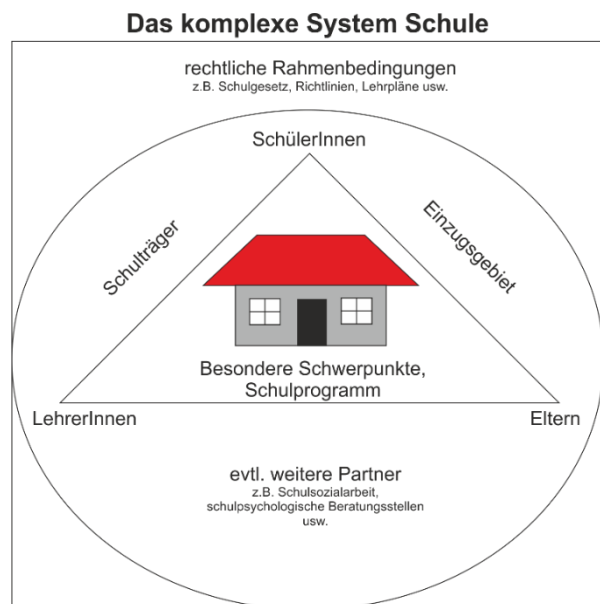 Das komplexe System Schule
rechtliche Rahmenbedingungen
z.B. Schulgesetz, Richtlinien, Lehrpläne usw.
SchülerInnen
Schulträger
Einzugsgebiet
Besondere Schwerpunkte,
Schulprogramm
LehrerInnen
Eltern
evtl. weitere Partner
z.B. Schulsozialarbeit,
schulpsychologische Beratungsstellen
usw.